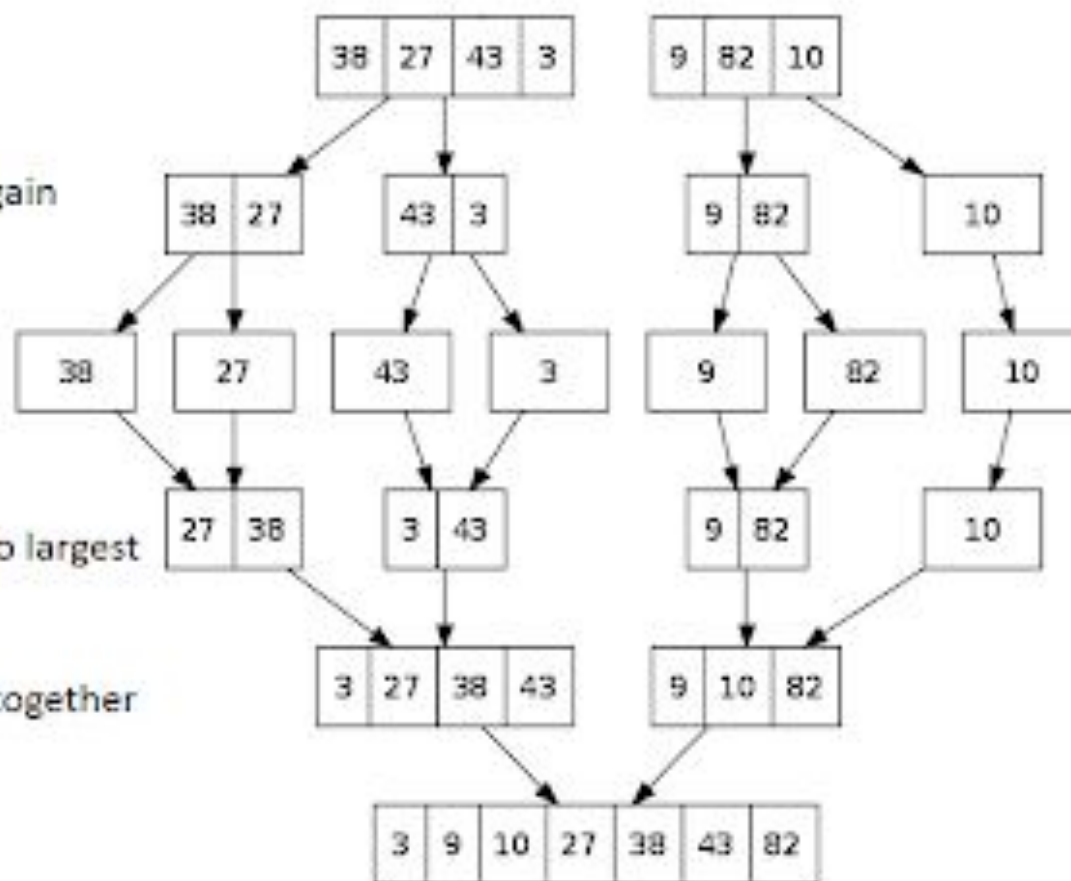 38 27 43 3 9 82 10
gain
38 27 43 3 9 82 10
38 27 43 3 9 82 10
27 38 3 43 9 82 10
o largest
3 27 38 43 9 10 82
together
3 9 10 27 38 43 82